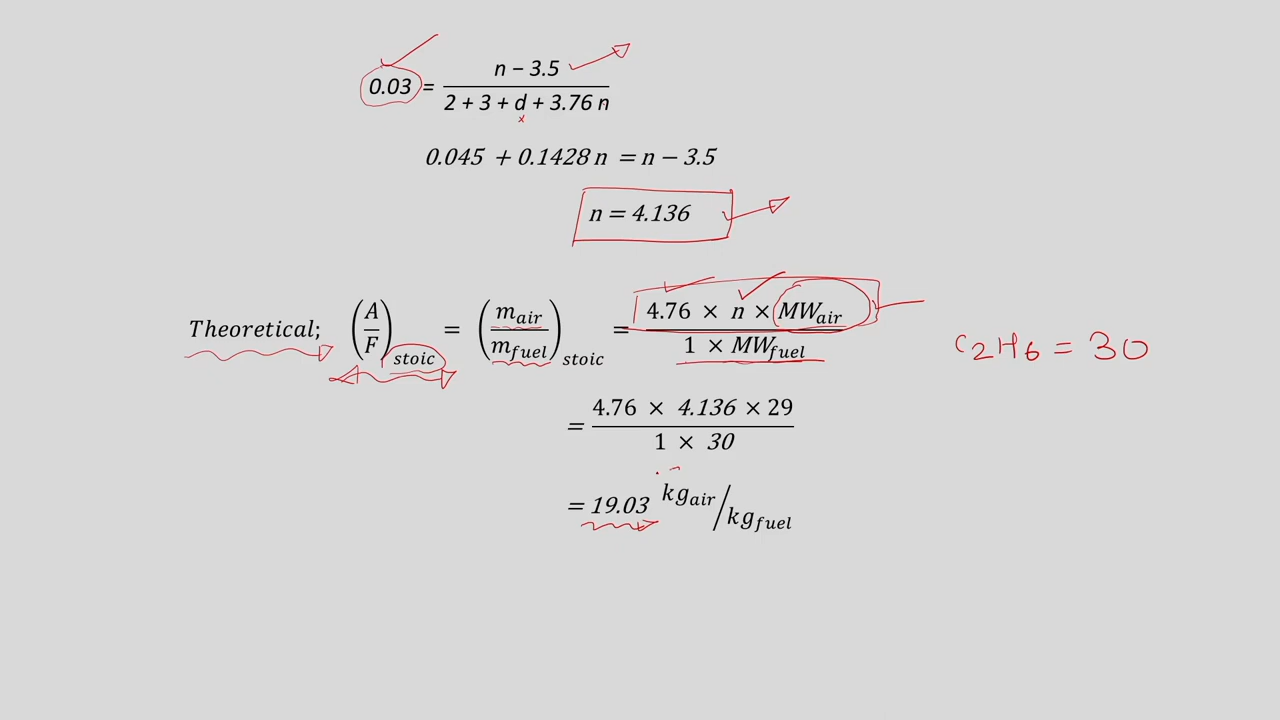 0.03 = n − 3.5 / 2 + 3 + d + 3.76 n
0.045 + 0.1428 n = n − 3.5
n = 4.136
Theoretical; (A/F)stoic = (mair/mfuel)stoic = 4.76 × n × MWair / 1 × MWfuel
C2H6 = 30
= 4.76 × 4.136 × 29 / 1 × 30
= 19.03 kgair/kgfuel